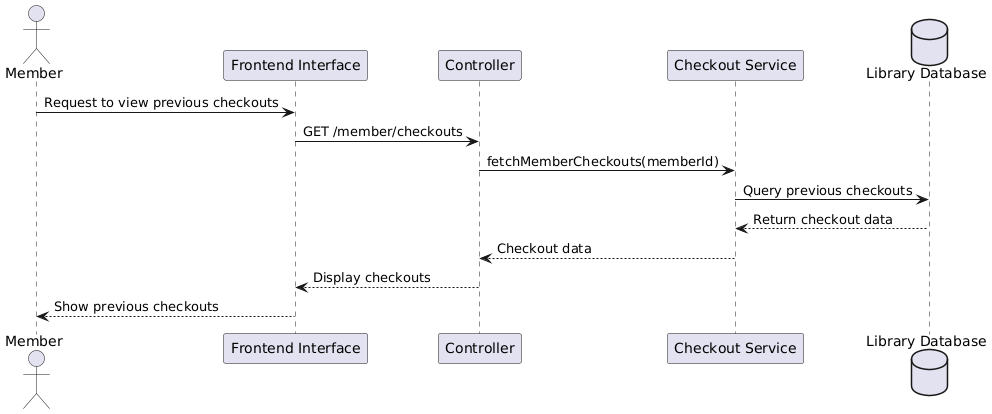 Member
Frontend Interface
Controller
Checkout Service
Library Database
Request to view previous checkouts
GET /member/checkouts
fetchMemberCheckouts(memberId)
Query previous checkouts
Return checkout data
Checkout data
Display checkouts
Show previous checkouts
Member
Frontend Interface
Controller
Checkout Service
Library Database